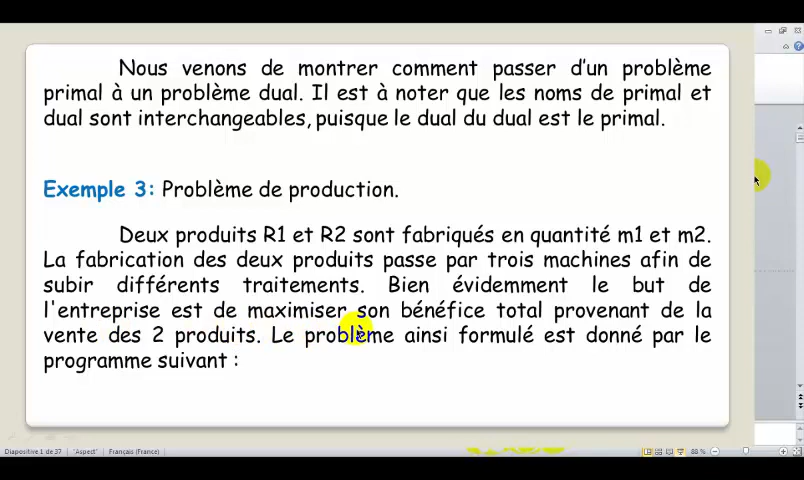 Nous venons de montrer comment passer d'un problème
primal à un problème dual. Il est à noter que les noms de primal et
dual sont interchangeables, puisque le dual du dual est le primal.
Exemple 3: Problème de production.
Deux produits R1 et R2 sont fabriqués en quantité m1 et m2.
La fabrication des deux produits passe par trois machines afin de
subir différents traitements. Bien évidemment le but de
l'entreprise est de maximiser son bénéfice total provenant de la
vente des 2 produits. Le problème ainsi formulé est donné par le
programme suivant :
Diapositive 1 de 37 "Aspect" Français (France) 88 %